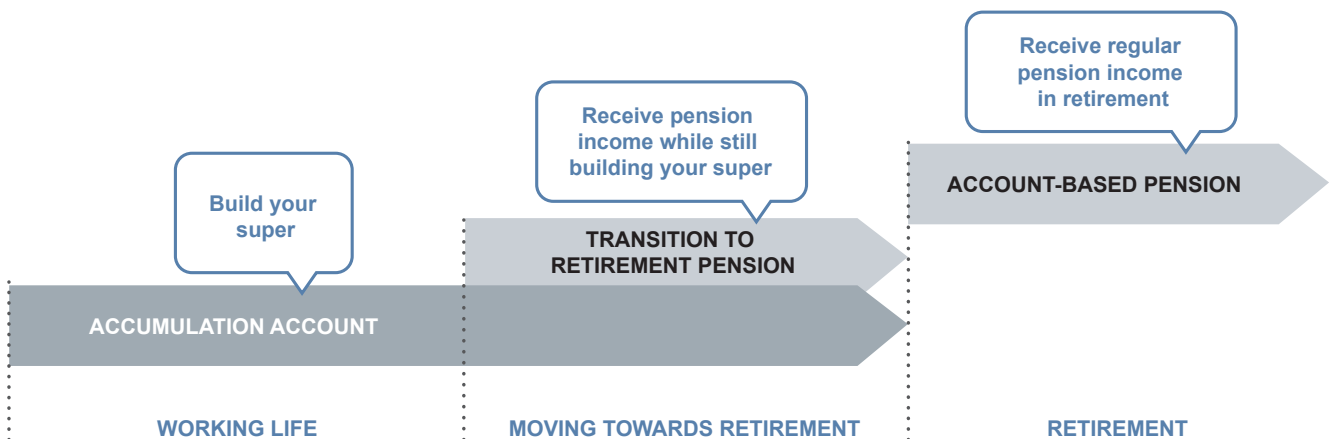 Receive regular
pension income
in retirement
Receive pension
income while still
building your super
ACCOUNT-BASED PENSION
Build your
super
TRANSITION TO
RETIREMENT PENSION
ACCUMULATION ACCOUNT
WORKING LIFE
MOVING TOWARDS RETIREMENT
RETIREMENT